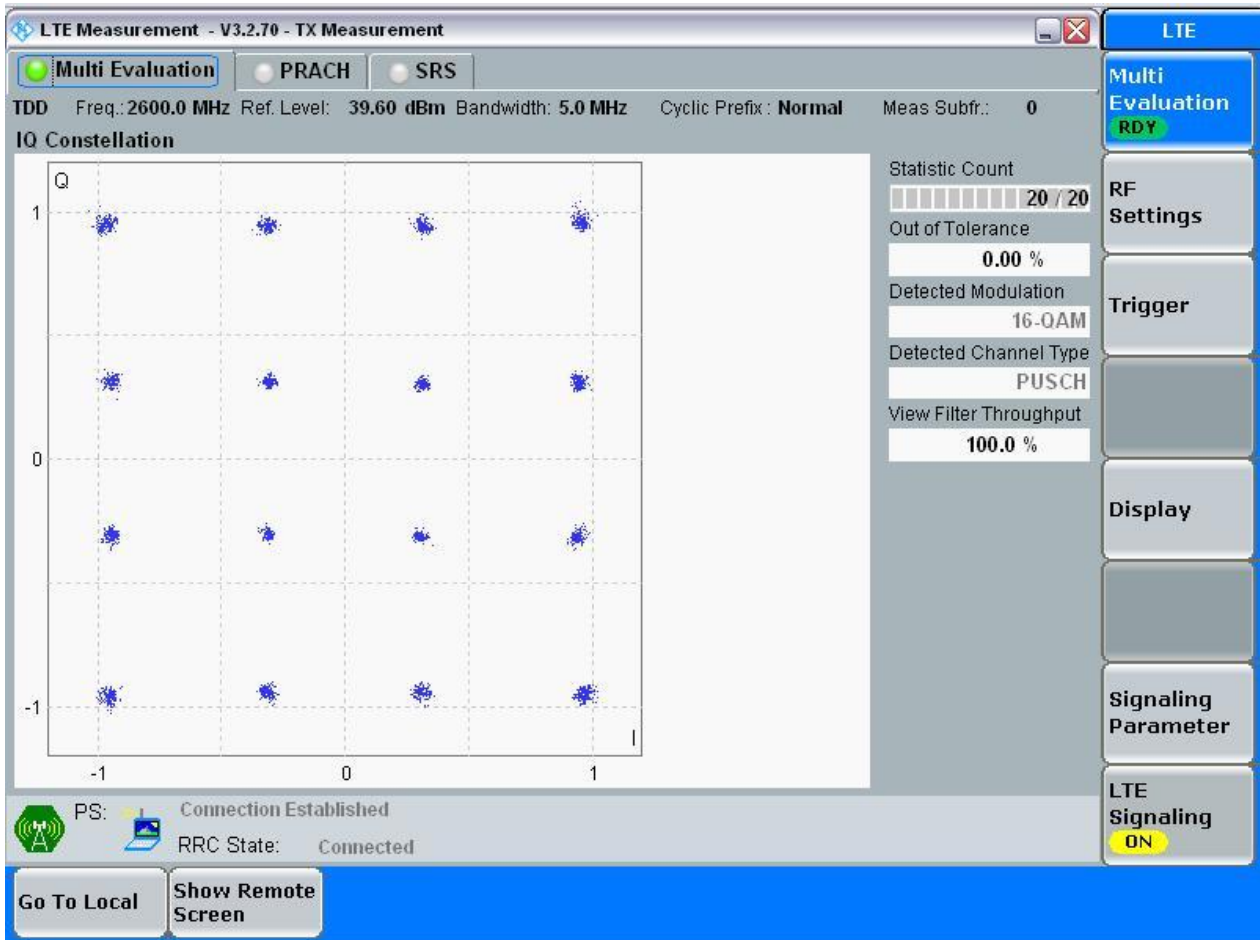 LTE Measurement - V3.2.70 - TX Measurement
LTE
Multi Evaluation PRACH SRS
TDD Freq.: 2600.0 MHz Ref. Level: 39.60 dBm Bandwidth: 5.0 MHz Cyclic Prefix : Normal Meas Subfr.: 0
IQ Constellation
Q
1
0
-1
I
-1 0 1
Statistic Count
20 / 20
Out of Tolerance
0.00 %
Detected Modulation
16-QAM
Detected Channel Type
PUSCH
View Filter Throughput
100.0 %
Multi
Evaluation
RDY
RF
Settings
Trigger
Display
Signaling
Parameter
LTE
Signaling
ON
PS: Connection Established
RRC State: Connected
Go To Local
Show Remote
Screen